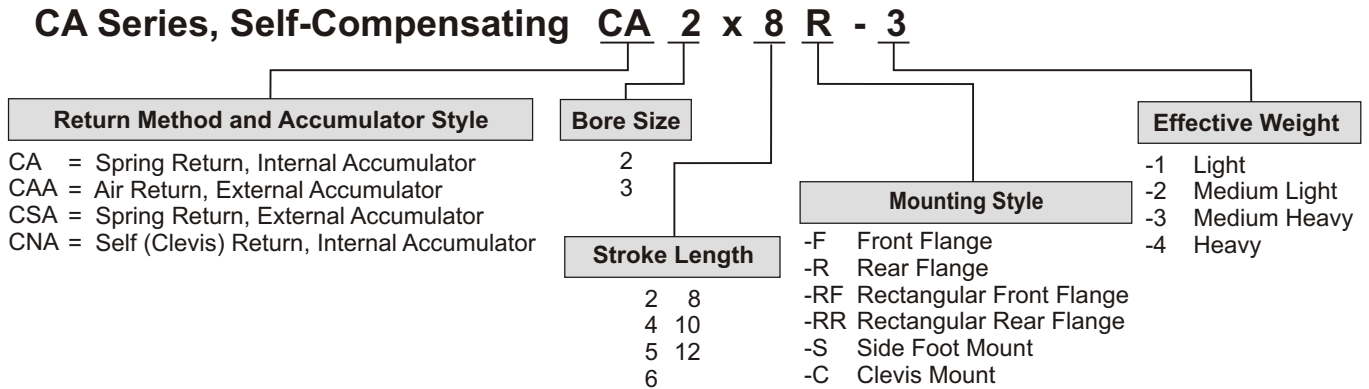 CA Series, Self-Compensating CA 2 x 8 R - 3
Return Method and Accumulator Style
CA = Spring Return, Internal Accumulator
CAA = Air Return, External Accumulator
CSA = Spring Return, External Accumulator
CNA = Self (Clevis) Return, Internal Accumulator
Bore Size
2
3
Stroke Length
2 8
4 10
5 12
6
Mounting Style
-F Front Flange
-R Rear Flange
-RF Rectangular Front Flange
-RR Rectangular Rear Flange
-S Side Foot Mount
-C Clevis Mount
Effective Weight
-1 Light
-2 Medium Light
-3 Medium Heavy
-4 Heavy